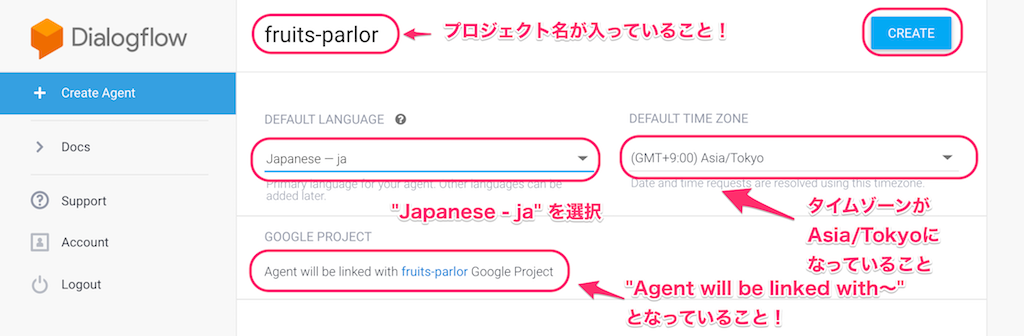 Dialogflow
fruits-parlor
プロジェクト名が入っていること！
CREATE
Create Agent
Docs
Support
Account
Logout
DEFAULT LANGUAGE
Japanese — ja
Primary language for your agent. Other languages can be
added later.
"Japanese - ja" を選択
DEFAULT TIME ZONE
(GMT+9:00) Asia/Tokyo
Date and time requests are resolved using this timezone.
タイムゾーンが
Asia/Tokyoに
なっていること
GOOGLE PROJECT
Agent will be linked with fruits-parlor Google Project
"Agent will be linked with〜"
となっていること！